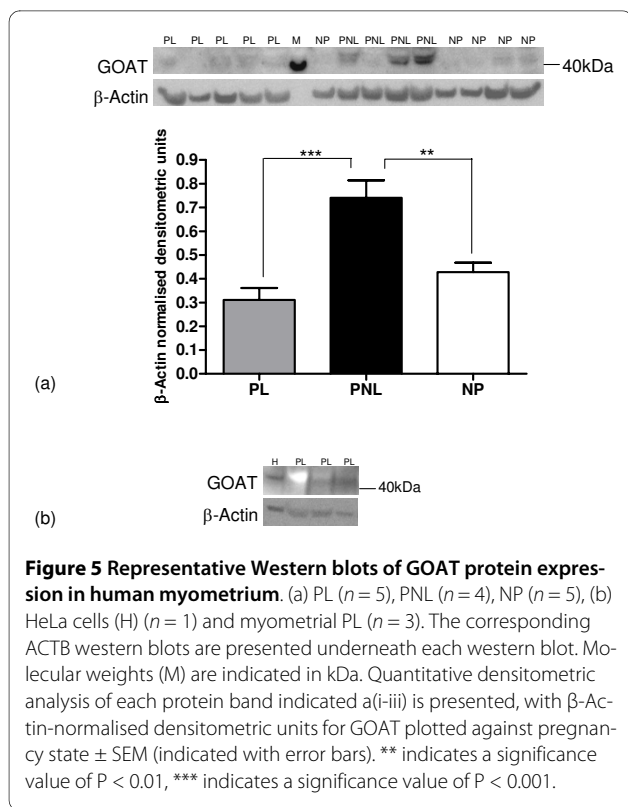 PL PL PL PL PL M NP PNL PNL PNL PNL NP NP NP NP
GOAT
40kDa
β-Actin
β-Actin normalised densitometric units
0.9
0.8
0.7
0.6
0.5
0.4
0.3
0.2
0.1
0.0
***
**
PL PNL NP
(a)
H PL PL PL
GOAT
40kDa
β-Actin
(b)
Figure 5 Representative Western blots of GOAT protein expres-
sion in human myometrium. (a) PL (n = 5), PNL (n = 4), NP (n = 5), (b)
HeLa cells (H) (n = 1) and myometrial PL (n = 3). The corresponding
ACTB western blots are presented underneath each western blot. Mo-
lecular weights (M) are indicated in kDa. Quantitative densitometric
analysis of each protein band indicated a(i-iii) is presented, with β-Ac-
tin-normalised densitometric units for GOAT plotted against pregnan-
cy state ± SEM (indicated with error bars). ** indicates a significance
value of P < 0.01, *** indicates a significance value of P < 0.001.